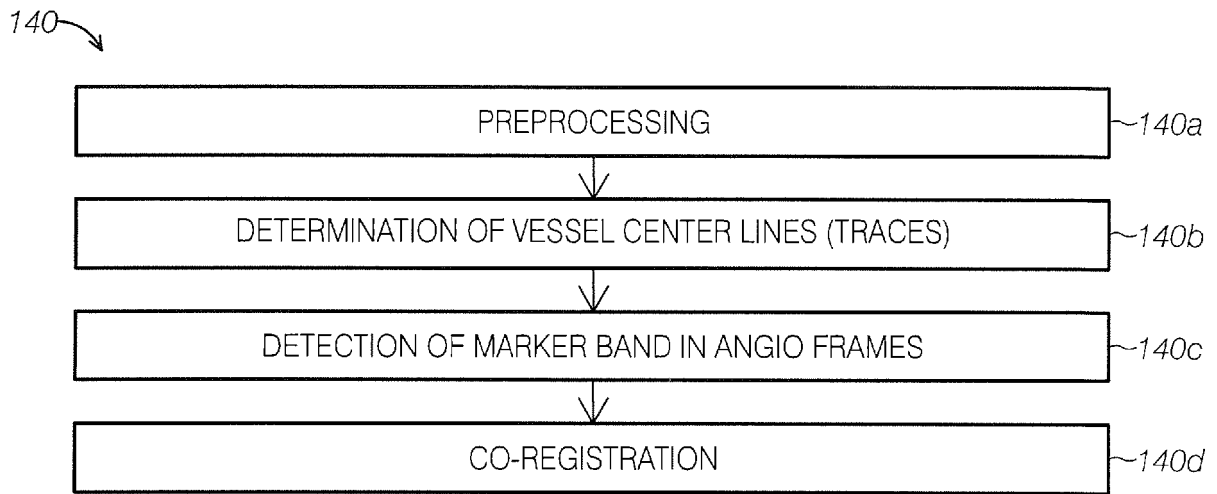 140
PREPROCESSING
140a
DETERMINATION OF VESSEL CENTER LINES (TRACES)
140b
DETECTION OF MARKER BAND IN ANGIO FRAMES
140c
CO-REGISTRATION
140d